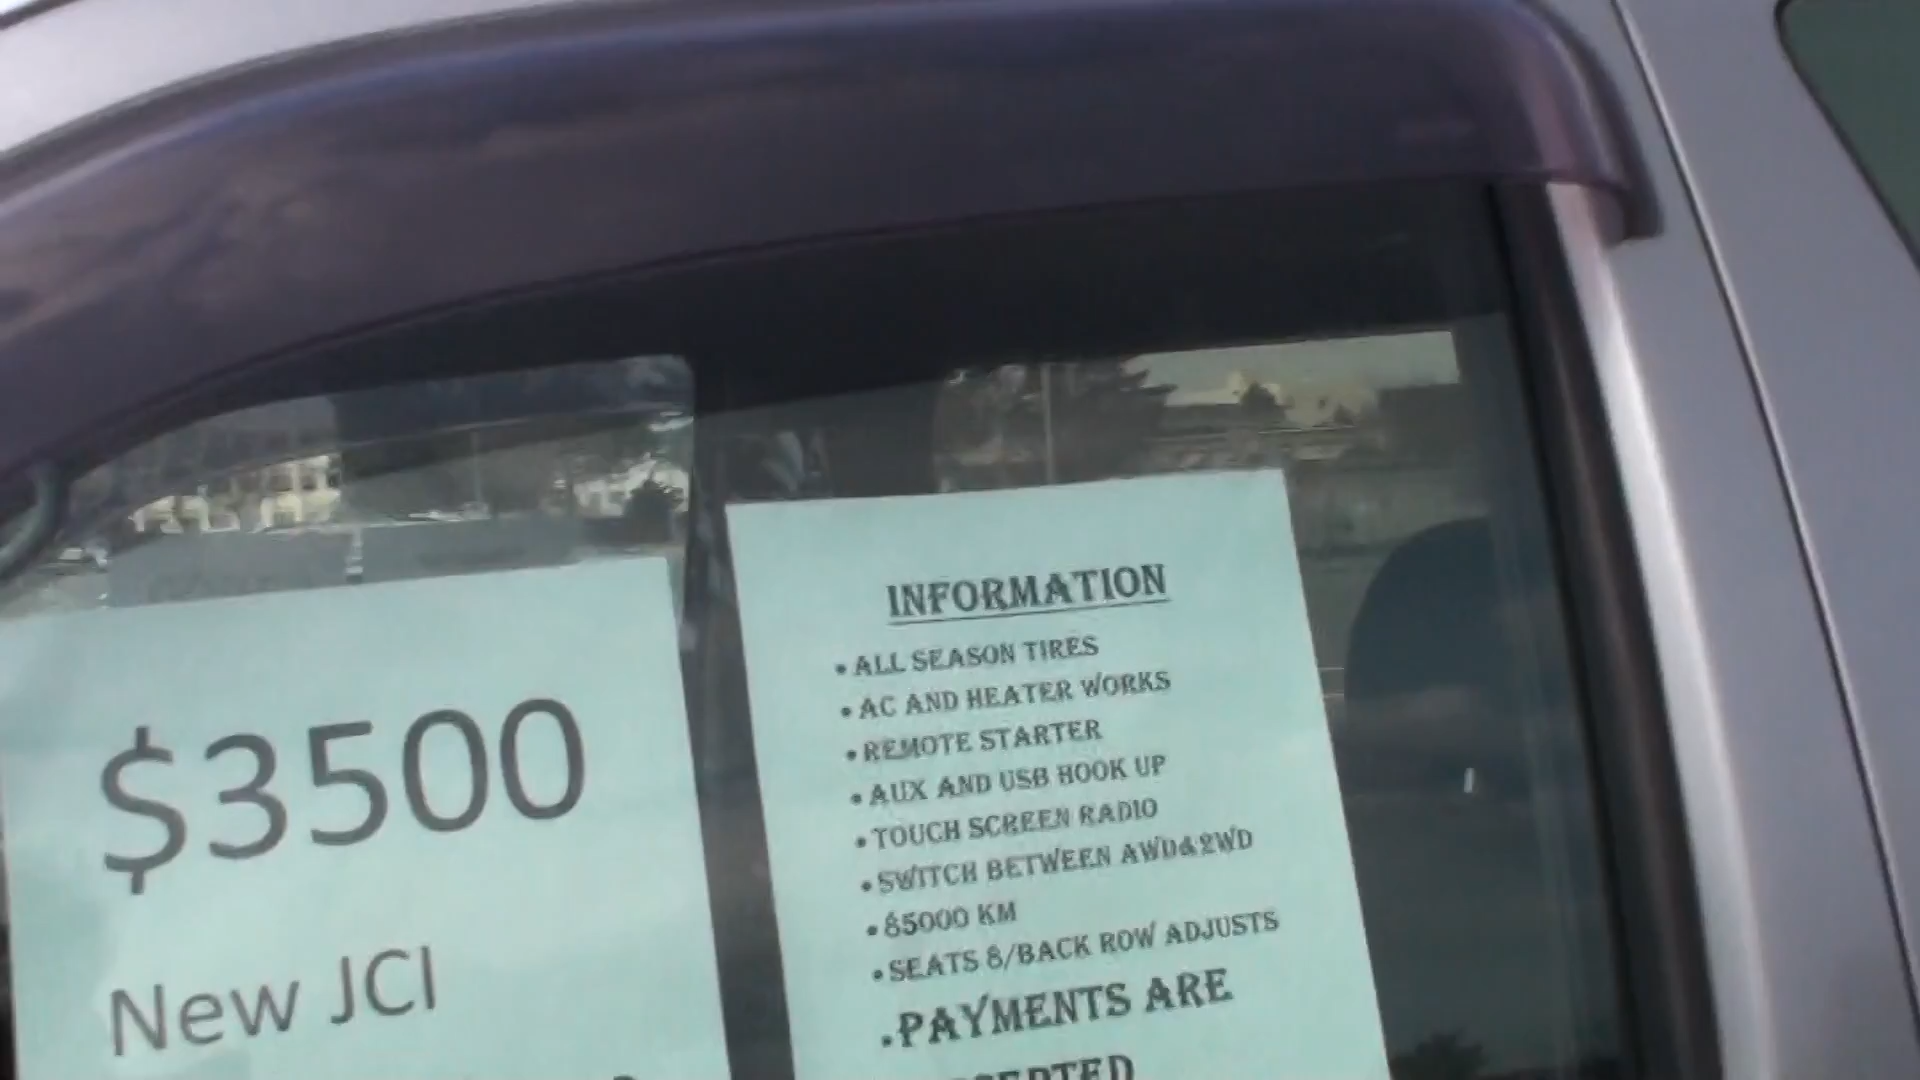 $3500
New JCI
INFORMATION
• ALL SEASON TIRES
• AC AND HEATER WORKS
• REMOTE STARTER
• AUX AND USB HOOK UP
• TOUCH SCREEN RADIO
• SWITCH BETWEEN AWD&2WD
• 85000 KM
• SEATS 8/BACK ROW ADJUSTS
• PAYMENTS ARE